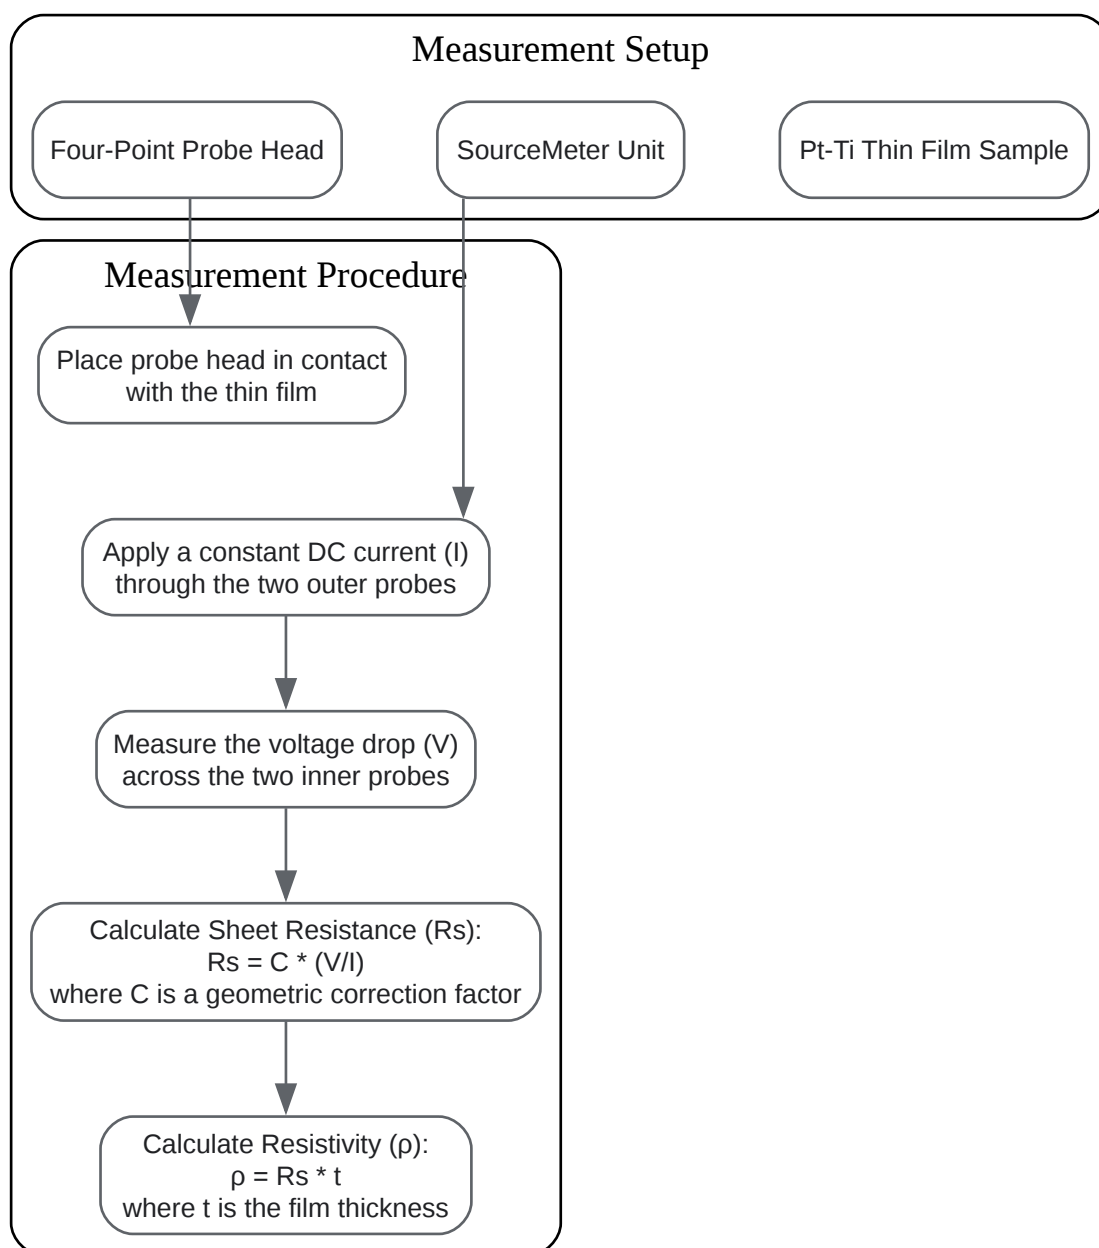 Measurement Setup
Four-Point Probe Head
SourceMeter Unit
Pt-Ti Thin Film Sample
Measurement Procedure
Place probe head in contact
with the thin film
Apply a constant DC current (I)
through the two outer probes
Measure the voltage drop (V)
across the two inner probes
Calculate Sheet Resistance (Rs):
Rs = C * (V/I)
where C is a geometric correction factor
Calculate Resistivity (ρ):
ρ = Rs * t
where t is the film thickness